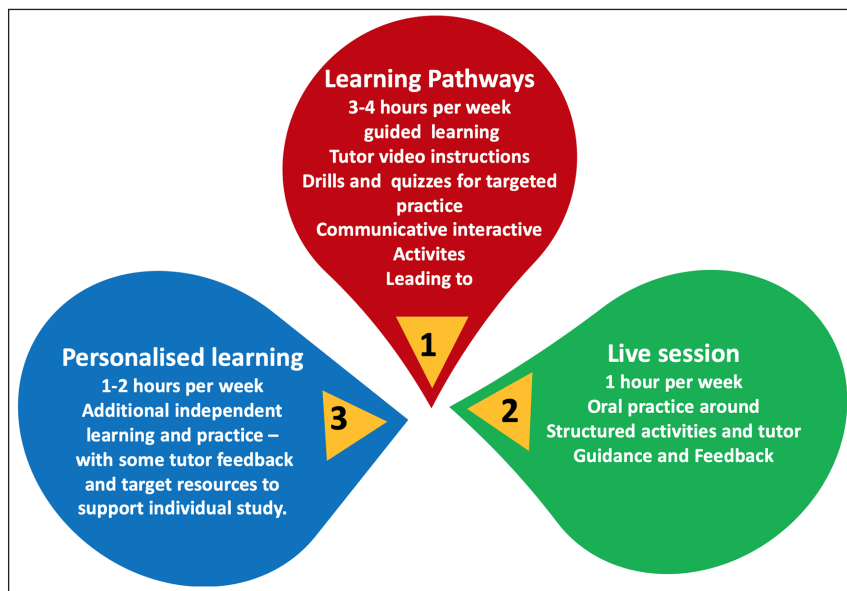 Learning Pathways
3-4 hours per week
guided learning
Tutor video instructions
Drills and quizzes for targeted
practice
Communicative interactive
Activites
Leading to
1
Live session
1 hour per week
Oral practice around
Structured activities and tutor
Guidance and Feedback
2
Personalised learning
1-2 hours per week
Additional independent
learning and practice –
with some tutor feedback
and target resources to
support individual study.
3